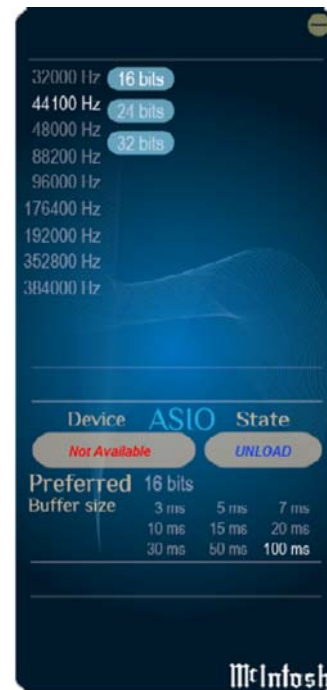 32000 Hz 16 bits
44100 Hz 24 bits
48000 Hz 32 bits
88200 Hz
96000 Hz
176400 Hz
192000 Hz
352800 Hz
384000 Hz
Device ASIO State
Not Available UNLOAD
Preferred 16 bits
Buffer size 3 ms 5 ms 7 ms
10 ms 15 ms 20 ms
30 ms 50 ms 100 ms
McIntosh